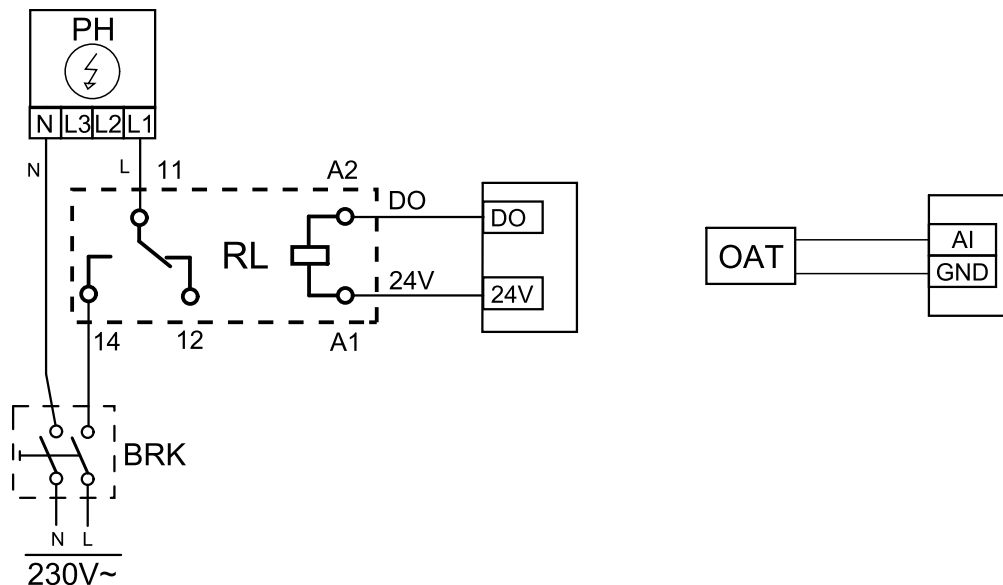 PH
N L3 L2 L1
N
L
11
A2
DO
DO
RL
24V
24V
14
12
A1
OAT
AI
GND
BRK
N L
230V~